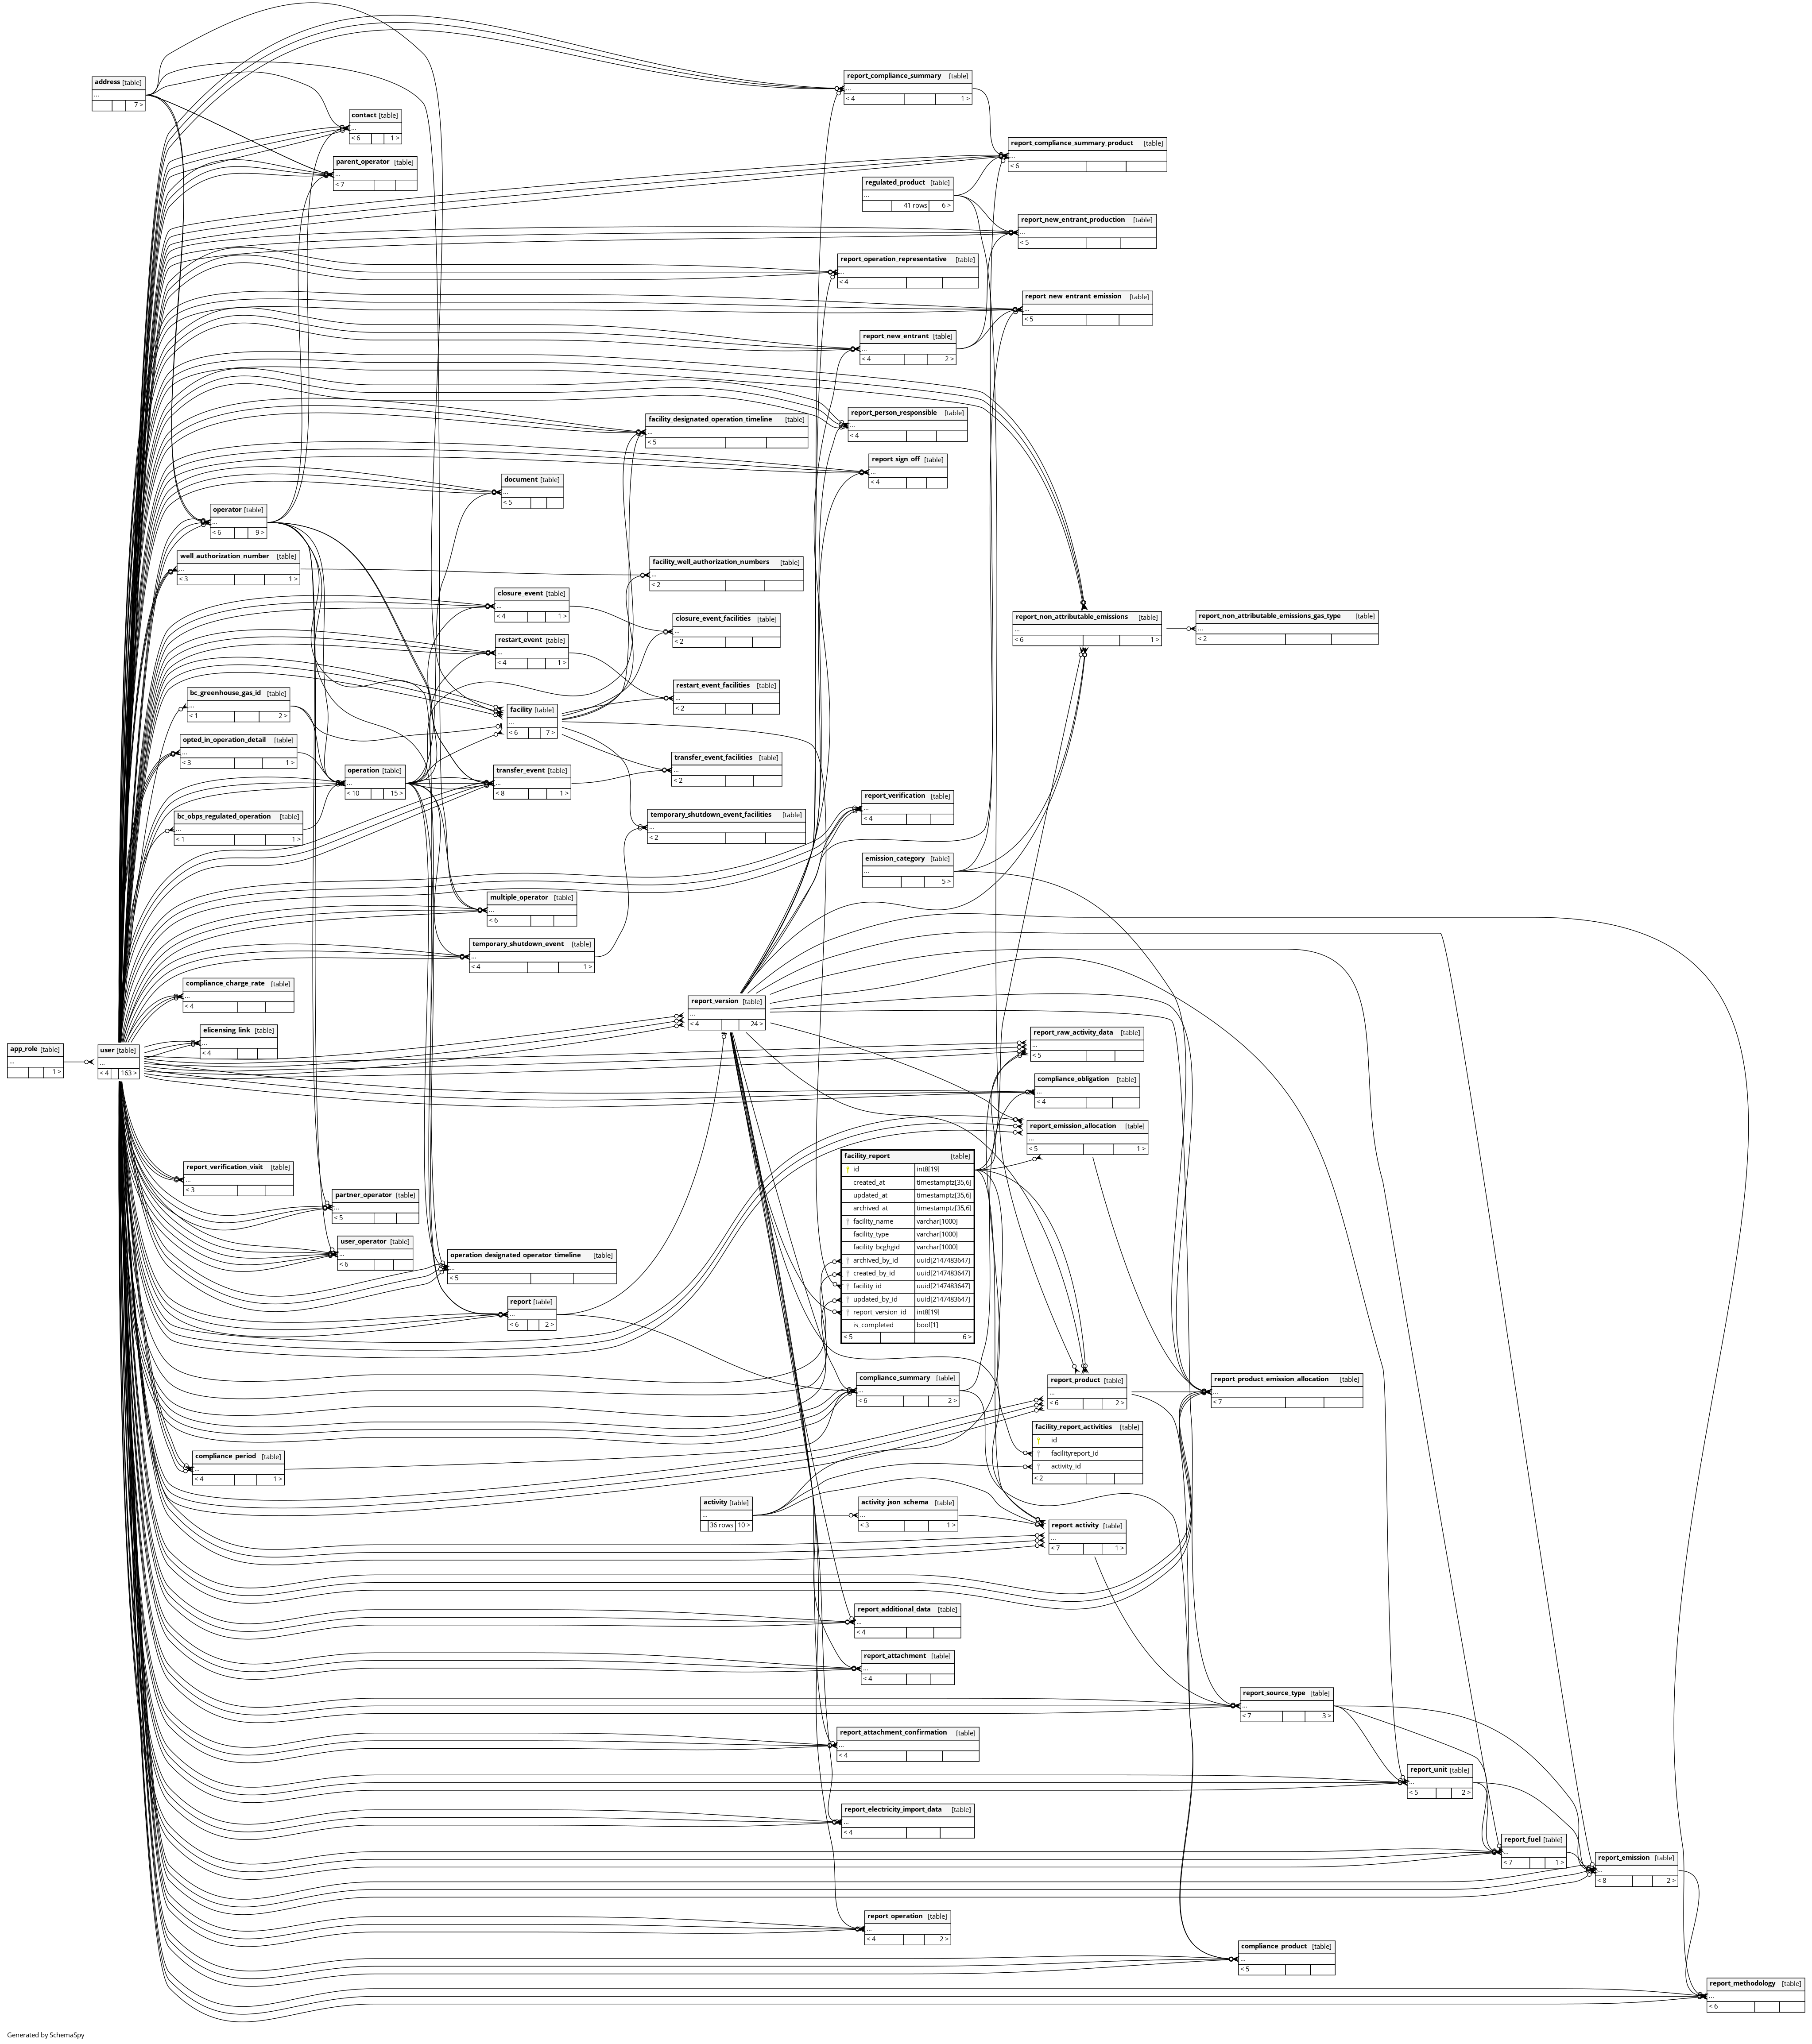 address [table]
...
7 >
contact [table]
...
< 6 1 >
parent_operator [table]
...
< 7
report_compliance_summary [table]
...
< 4 1 >
report_compliance_summary_product [table]
...
< 6
regulated_product [table]
...
41 rows 6 >
report_new_entrant_production [table]
...
< 5
report_operation_representative [table]
...
< 4
report_new_entrant_emission [table]
...
< 5
report_new_entrant [table]
...
< 4 2 >
report_person_responsible [table]
...
< 4
facility_designated_operation_timeline [table]
...
< 5
report_sign_off [table]
...
< 4
document [table]
...
< 5
operator [table]
...
< 6 9 >
well_authorization_number [table]
...
< 3 1 >
facility_well_authorization_numbers [table]
...
< 2
closure_event [table]
...
< 4 1 >
closure_event_facilities [table]
...
< 2
report_non_attributable_emissions [table]
...
< 6 1 >
report_non_attributable_emissions_gas_type [table]
...
< 2
restart_event [table]
...
< 4 1 >
restart_event_facilities [table]
...
< 2
bc_greenhouse_gas_id [table]
...
< 1 2 >
facility [table]
...
< 6 7 >
opted_in_operation_detail [table]
...
< 3 1 >
transfer_event_facilities [table]
...
< 2
operation [table]
...
< 10 15 >
transfer_event [table]
...
< 8 1 >
report_verification [table]
...
< 4
bc_obps_regulated_operation [table]
...
< 1 1 >
temporary_shutdown_event_facilities [table]
...
< 2
emission_category [table]
...
5 >
multiple_operator [table]
...
< 6
temporary_shutdown_event [table]
...
< 4 1 >
compliance_charge_rate [table]
...
< 4
report_version [table]
...
< 4 24 >
elicensing_link [table]
...
< 4
report_raw_activity_data [table]
...
< 5
app_role [table]
...
1 >
user [table]
...
< 4 163 >
compliance_obligation [table]
...
< 4
report_emission_allocation [table]
...
< 5 1 >
facility_report [table]
id int8[19]
created_at timestamptz[35,6]
updated_at timestamptz[35,6]
archived_at timestamptz[35,6]
facility_name varchar[1000]
facility_type varchar[1000]
facility_bcghgid varchar[1000]
archived_by_id uuid[2147483647]
created_by_id uuid[2147483647]
facility_id uuid[2147483647]
updated_by_id uuid[2147483647]
report_version_id int8[19]
is_completed bool[1]
< 5 6 >
report_verification_visit [table]
...
< 3
partner_operator [table]
...
< 5
user_operator [table]
...
< 6
operation_designated_operator_timeline [table]
...
< 5
report [table]
...
< 6 2 >
compliance_summary [table]
...
< 6 2 >
report_product [table]
...
< 6 2 >
report_product_emission_allocation [table]
...
< 7
facility_report_activities [table]
id
facilityreport_id
activity_id
< 2
compliance_period [table]
...
< 4 1 >
activity [table]
...
36 rows 10 >
activity_json_schema [table]
...
< 3 1 >
report_activity [table]
...
< 7 1 >
report_additional_data [table]
...
< 4
report_attachment [table]
...
< 4
report_source_type [table]
...
< 7 3 >
report_attachment_confirmation [table]
...
< 4
report_unit [table]
...
< 5 2 >
report_electricity_import_data [table]
...
< 4
report_fuel [table]
...
< 7 1 >
report_emission [table]
...
< 8 2 >
report_operation [table]
...
< 4 2 >
compliance_product [table]
...
< 5
report_methodology [table]
...
< 6
Generated by SchemaSpy